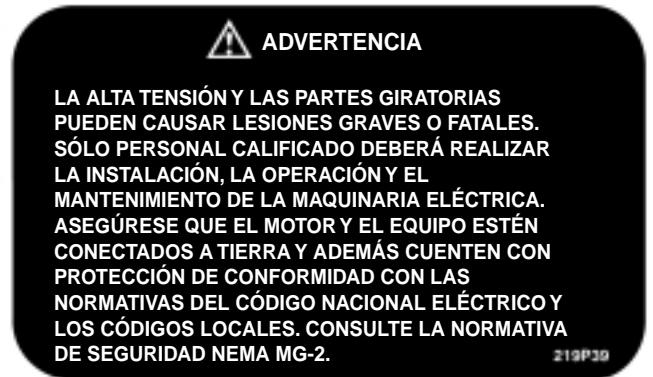 ADVERTENCIA
LA ALTA TENSIÓN Y LAS PARTES GIRATORIAS
PUEDEN CAUSAR LESIONES GRAVES O FATALES.
SÓLO PERSONAL CALIFICADO DEBERÁ REALIZAR
LA INSTALACIÓN, LA OPERACIÓN Y EL
MANTENIMIENTO DE LA MAQUINARIA ELÉCTRICA.
ASEGÚRESE QUE EL MOTOR Y EL EQUIPO ESTÉN
CONECTADOS A TIERRA Y ADEMÁS CUENTEN CON
PROTECCIÓN DE CONFORMIDAD CON LAS
NORMATIVAS DEL CÓDIGO NACIONAL ELÉCTRICO Y
LOS CÓDIGOS LOCALES. CONSULTE LA NORMATIVA
DE SEGURIDAD NEMA MG-2.
219P39